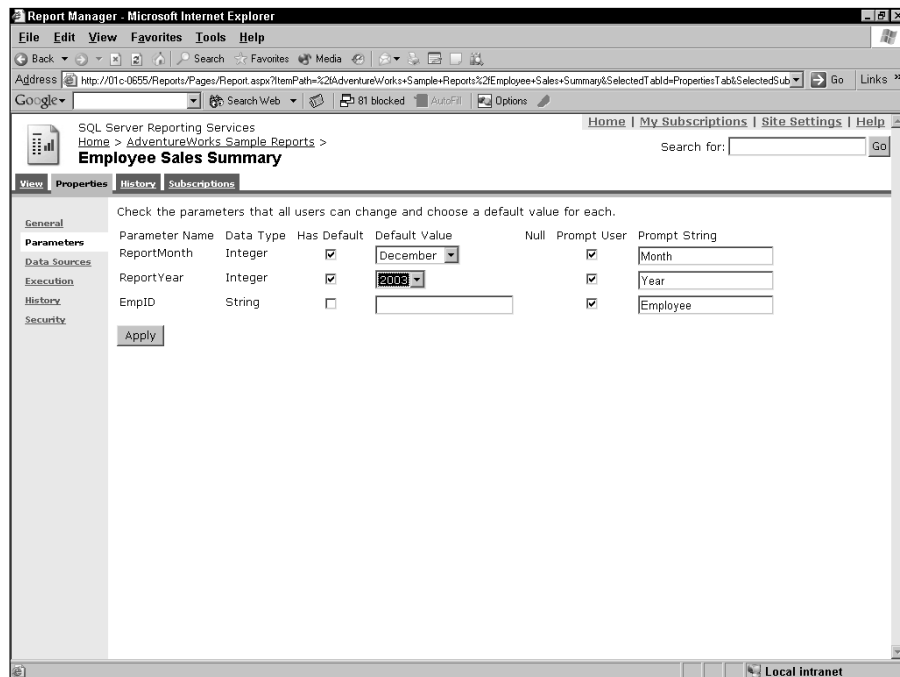 Report Manager - Microsoft Internet Explorer
File Edit View Favorites Tools Help
Back Search Favorites Media
Address http://01c-0655/Reports/Pages/Report.aspx?ItemPath=%2fAdventureWorks+Sample+Reports%2fEmployee+Sales+Summary&SelectedTabId=PropertiesTab&SelectedSub Go Links »
Google Search Web 81 blocked AutoFill Options
SQL Server Reporting Services
Home | My Subscriptions | Site Settings | Help
Home > AdventureWorks Sample Reports >
Employee Sales Summary
Search for: Go
View Properties History Subscriptions
General
Parameters
Data Sources
Execution
History
Security
Check the parameters that all users can change and choose a default value for each.
Parameter Name Data Type Has Default Default Value Null Prompt User Prompt String
ReportMonth Integer December Month
ReportYear Integer 2003 Year
EmpID String Employee
Apply
Local intranet